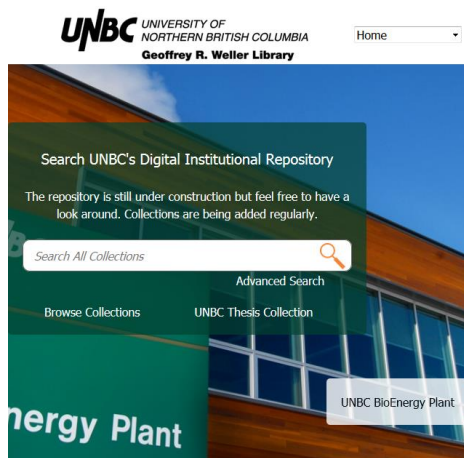 UNBC
UNIVERSITY OF
NORTHERN BRITISH COLUMBIA
Geoffrey R. Weller Library
Home
Search UNBC's Digital Institutional Repository
The repository is still under construction but feel free to have a
look around. Collections are being added regularly.
Search All Collections
Advanced Search
Browse Collections
UNBC Thesis Collection
UNBC BioEnergy Plant
nergy Plant